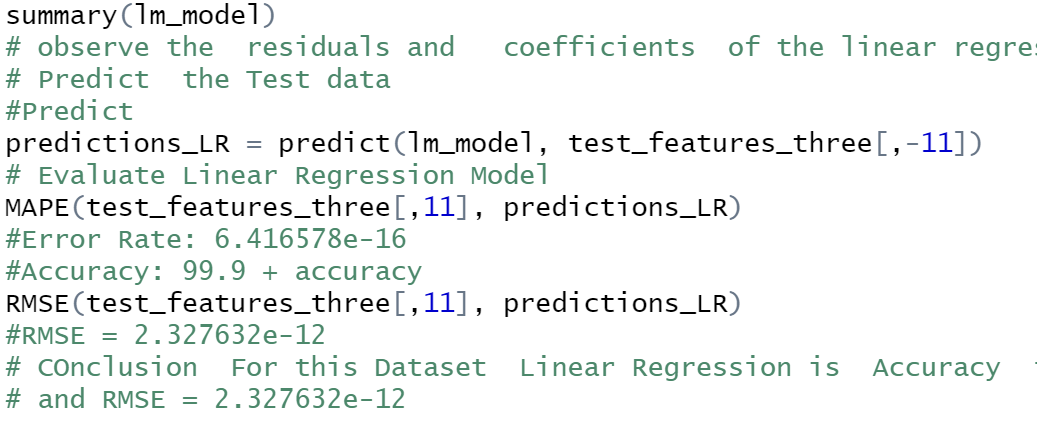 summary(lm_model)
# observe the residuals and coefficients of the linear
# Predict the Test data
#Predict
predictions_LR = predict(lm_model, test_features_three[,-11])
# Evaluate Linear Regression Model
MAPE(test_features_three[,11], predictions_LR)
#Error Rate: 6.416578e-16
#Accuracy: 99.9 + accuracy
RMSE(test_features_three[,11], predictions_LR)
#RMSE = 2.327632e-12
# COnclusion For this Dataset Linear Regression is Accuracy
# and RMSE = 2.327632e-12